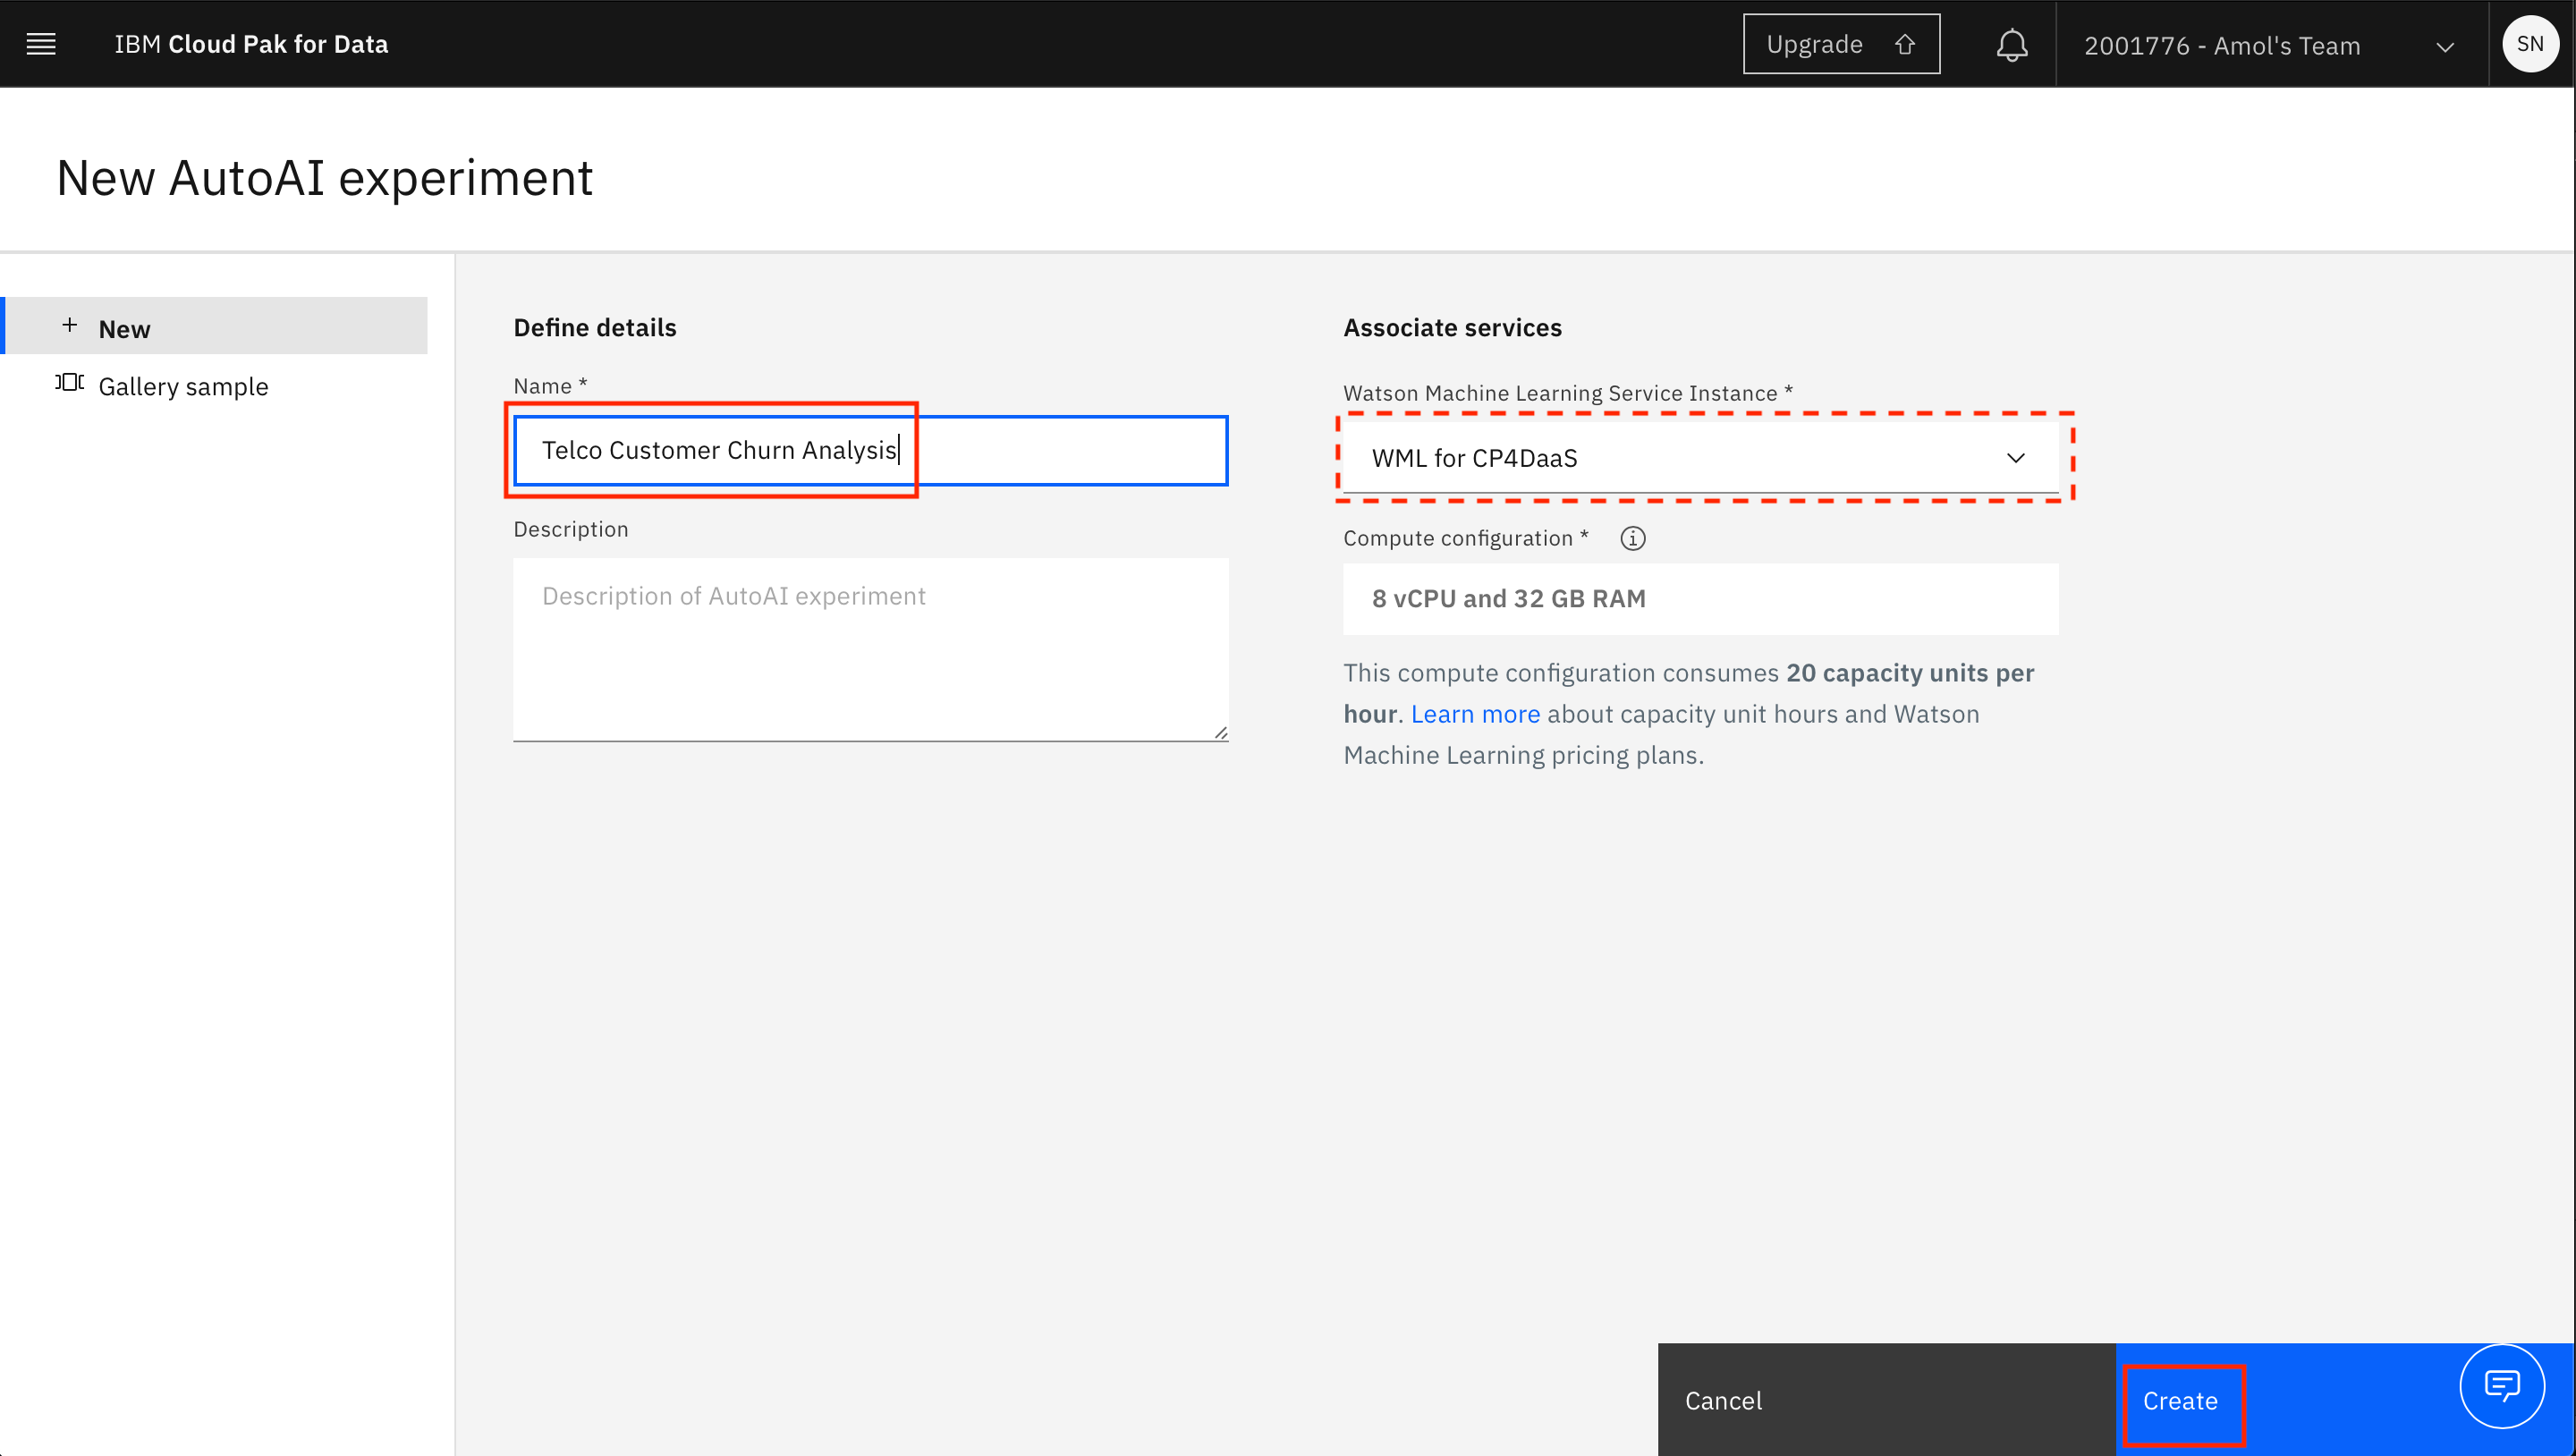 IBM Cloud Pak for Data
Upgrade
2001776 - Amol's Team
SN
New AutoAI experiment
New
Gallery sample
Define details
Name *
Telco Customer Churn Analysis
Description
Description of AutoAI experiment
Associate services
Watson Machine Learning Service Instance *
WML for CP4DaaS
Compute configuration *
8 vCPU and 32 GB RAM
This compute configuration consumes 20 capacity units per
hour. Learn more about capacity unit hours and Watson
Machine Learning pricing plans.
Cancel
Create